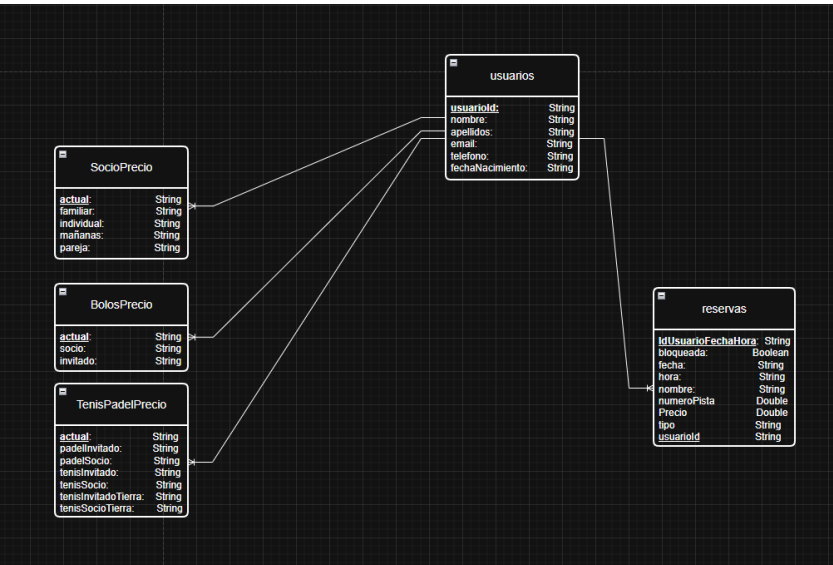 usuarios
usuarioId: String
nombre: String
apellidos: String
email: String
telefono: String
fechaNacimiento: String
SocioPrecio
actual: String
familiar: String
individual: String
mañanas: String
pareja: String
BolosPrecio
actual: String
socio: String
invitado: String
TenisPadelPrecio
actual: String
padelInvitado: String
padelSocio: String
tenisInvitado: String
tenisSocio: String
tenisInvitadoTierra: String
tenisSocioTierra: String
reservas
IdUsuarioFechaHora: String
bloqueada: Boolean
fecha: String
hora: String
nombre: String
numeroPista Double
Precio Double
tipo String
usuarioId String